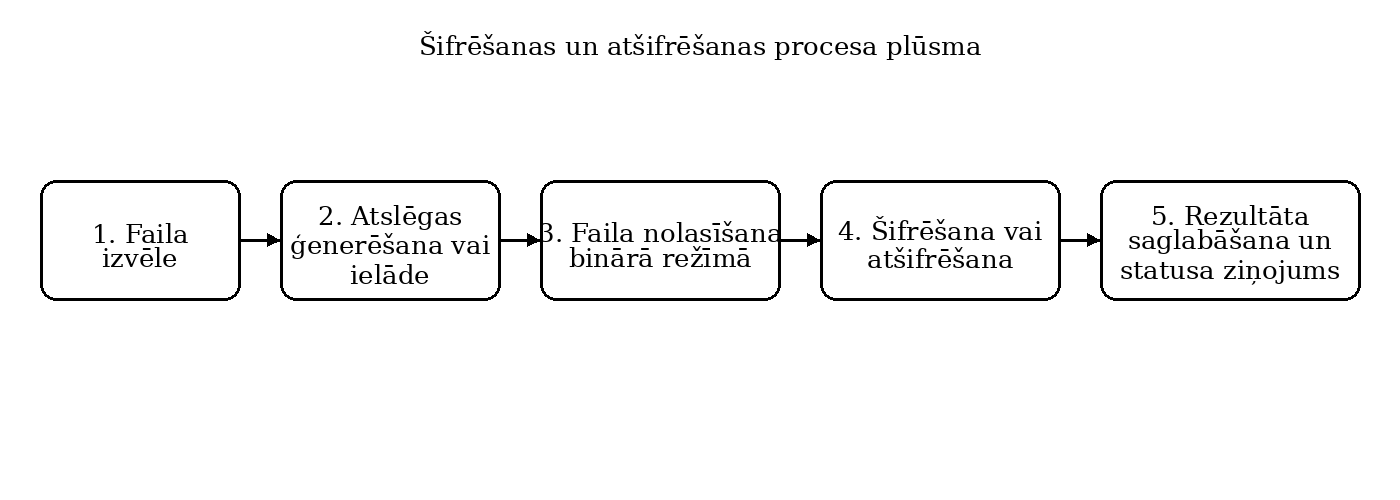 Šifrēšanas un atšifrēšanas procesa plūsma
1. Faila
izvēle
2. Atslēgas
ģenerēšana vai
ielāde
3. Faila nolasīšana
bināra režīmā
4. Šifrēšana vai
atšifrēšana
5. Rezultāta
saglabāšana un
statusa ziņojums